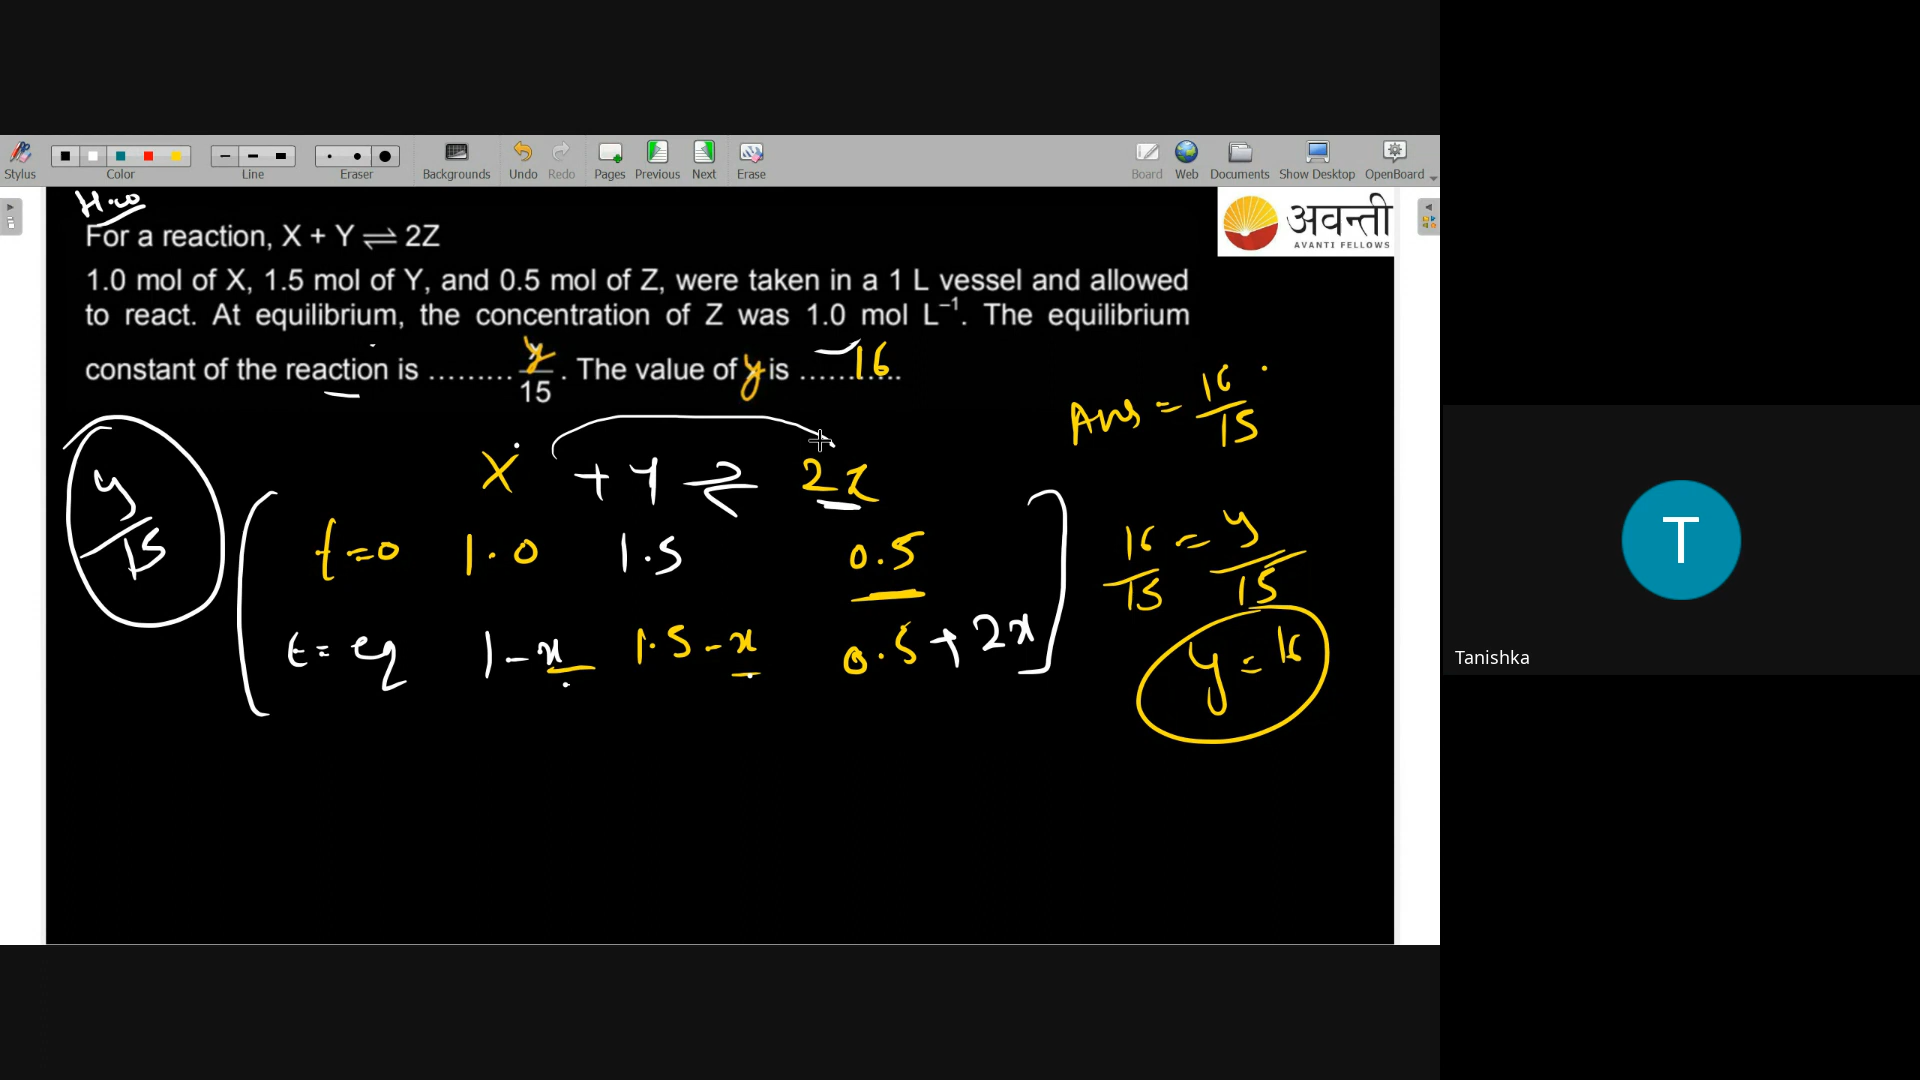 Stylus
Color
Line
Eraser
Backgrounds
Undo
Redo
Pages
Previous
Next
Erase
Board
Web
Documents
Show Desktop
OpenBoard
H.w
For a reaction, X + Y ⇌ 2Z
1.0 mol of X, 1.5 mol of Y, and 0.5 mol of Z, were taken in a 1 L vessel and allowed
to react. At equilibrium, the concentration of Z was 1.0 mol L⁻¹. The equilibrium
constant of the reaction is ......... y/15 . The value of y is ......16..
अवन्ती
AVANTI FELLOWS
Ans = 16/15
y/15
X + Y ⇌ 2Z
t=0 1.0 1.5 0.5
t=eq 1-x 1.5-x 0.5+2x
16/15 = y/15
y = 16
T
Tanishka